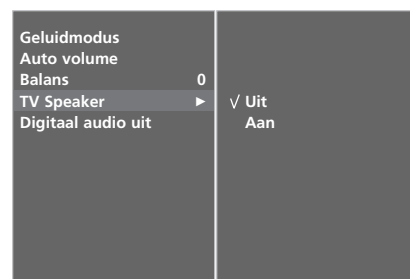 Geluidmodus
Auto volume
Balans 0
TV Speaker ►
Digitaal audio uit
√ Uit
Aan